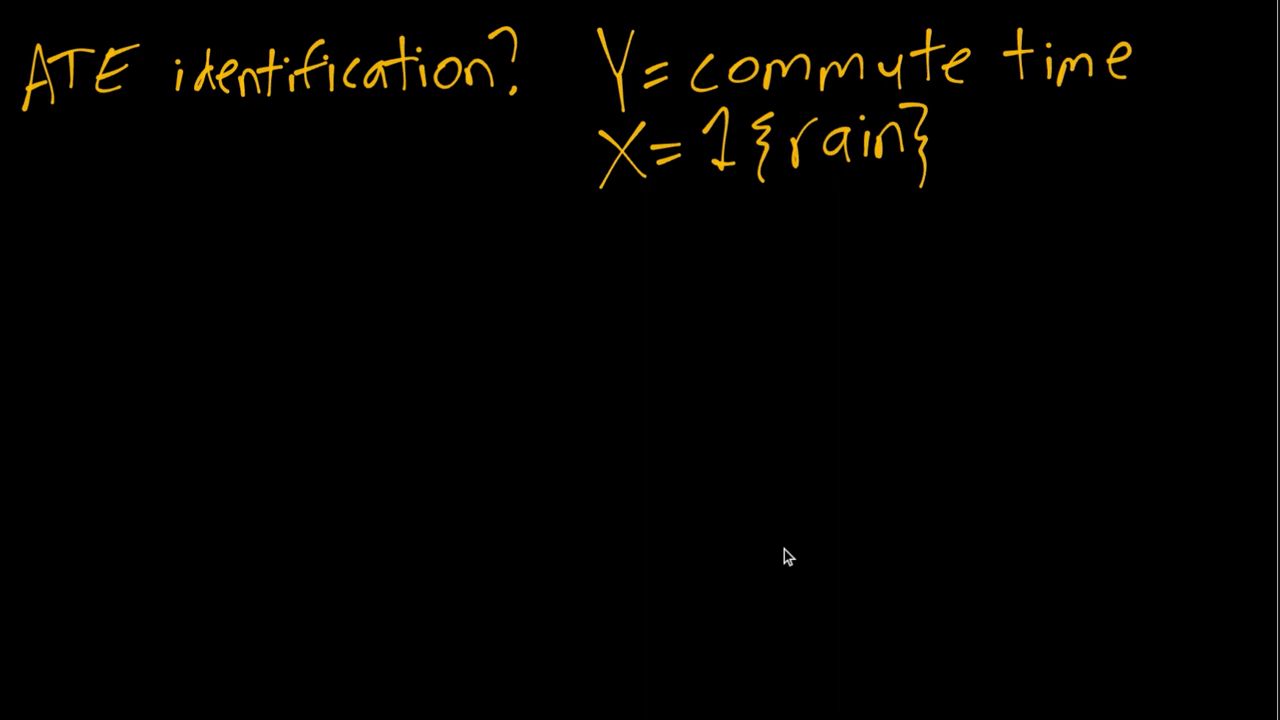 ATE identification?
Y = commute time
X = 1{rain}